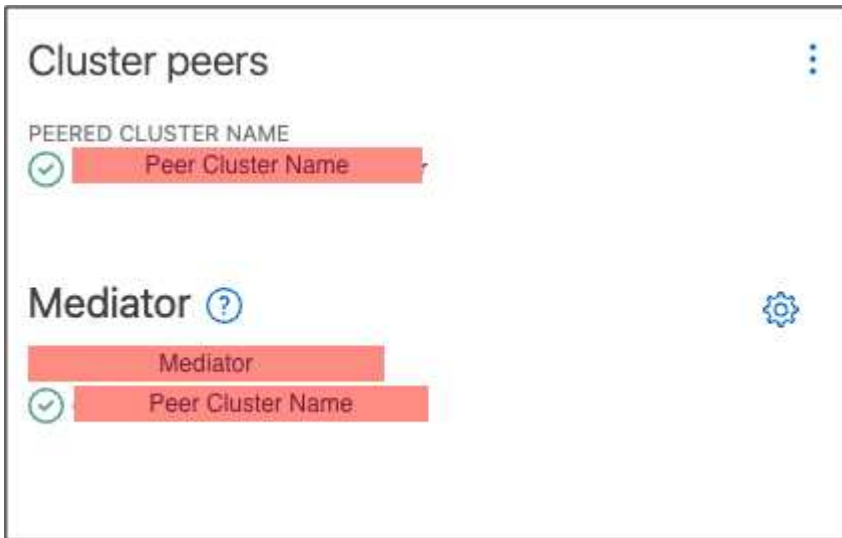 Cluster peers
PEERED CLUSTER NAME
Peer Cluster Name
Mediator ?
Mediator
Peer Cluster Name